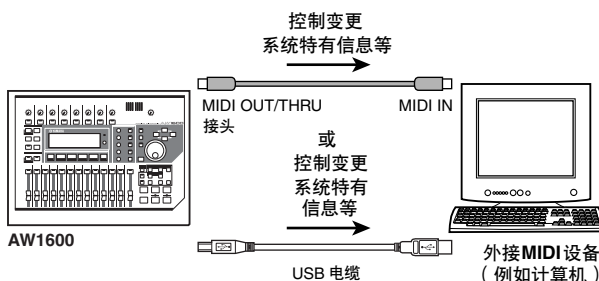 控制变更
系统特有信息等
MIDI OUT/THRU
接头
MIDI IN
或
控制变更
系统特有
信息等
AW1600
USB 电缆
外接MIDI设备
（例如计算机）